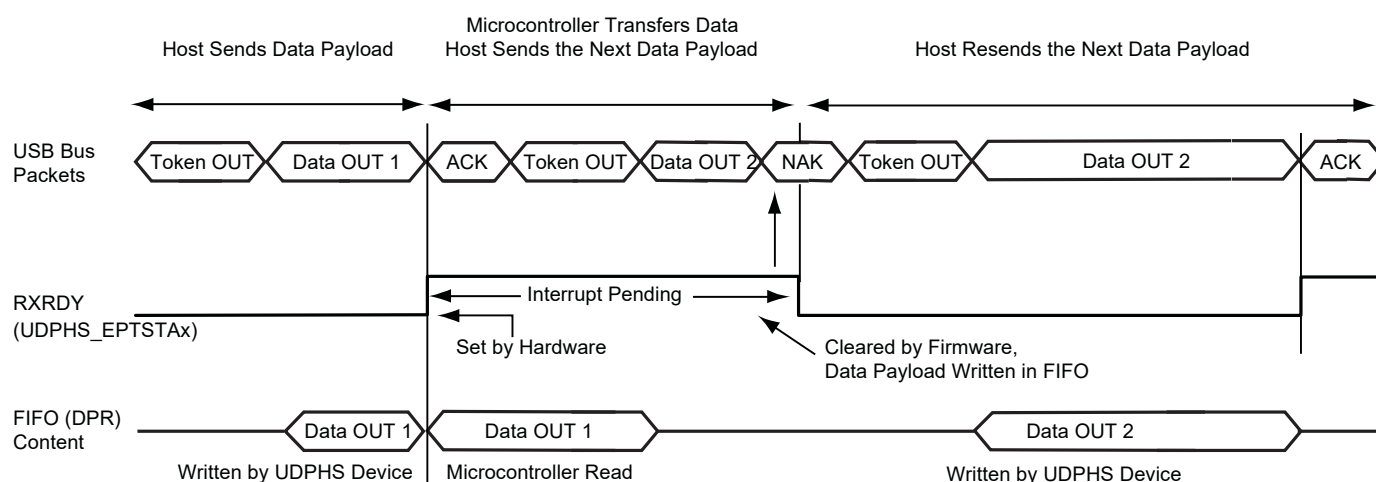 Microcontroller Transfers Data
Host Sends Data Payload
Host Sends the Next Data Payload
Host Resends the Next Data Payload
USB Bus
Packets
Token OUT
Data OUT 1
ACK
Token OUT
Data OUT 2
NAK
Token OUT
Data OUT 2
ACK
RXRDY
(UDPHS_EPTSTAx)
Interrupt Pending
Set by Hardware
Cleared by Firmware,
Data Payload Written in FIFO
FIFO (DPR)
Content
Data OUT 1
Data OUT 1
Data OUT 2
Written by UDPHS Device
Microcontroller Read
Written by UDPHS Device